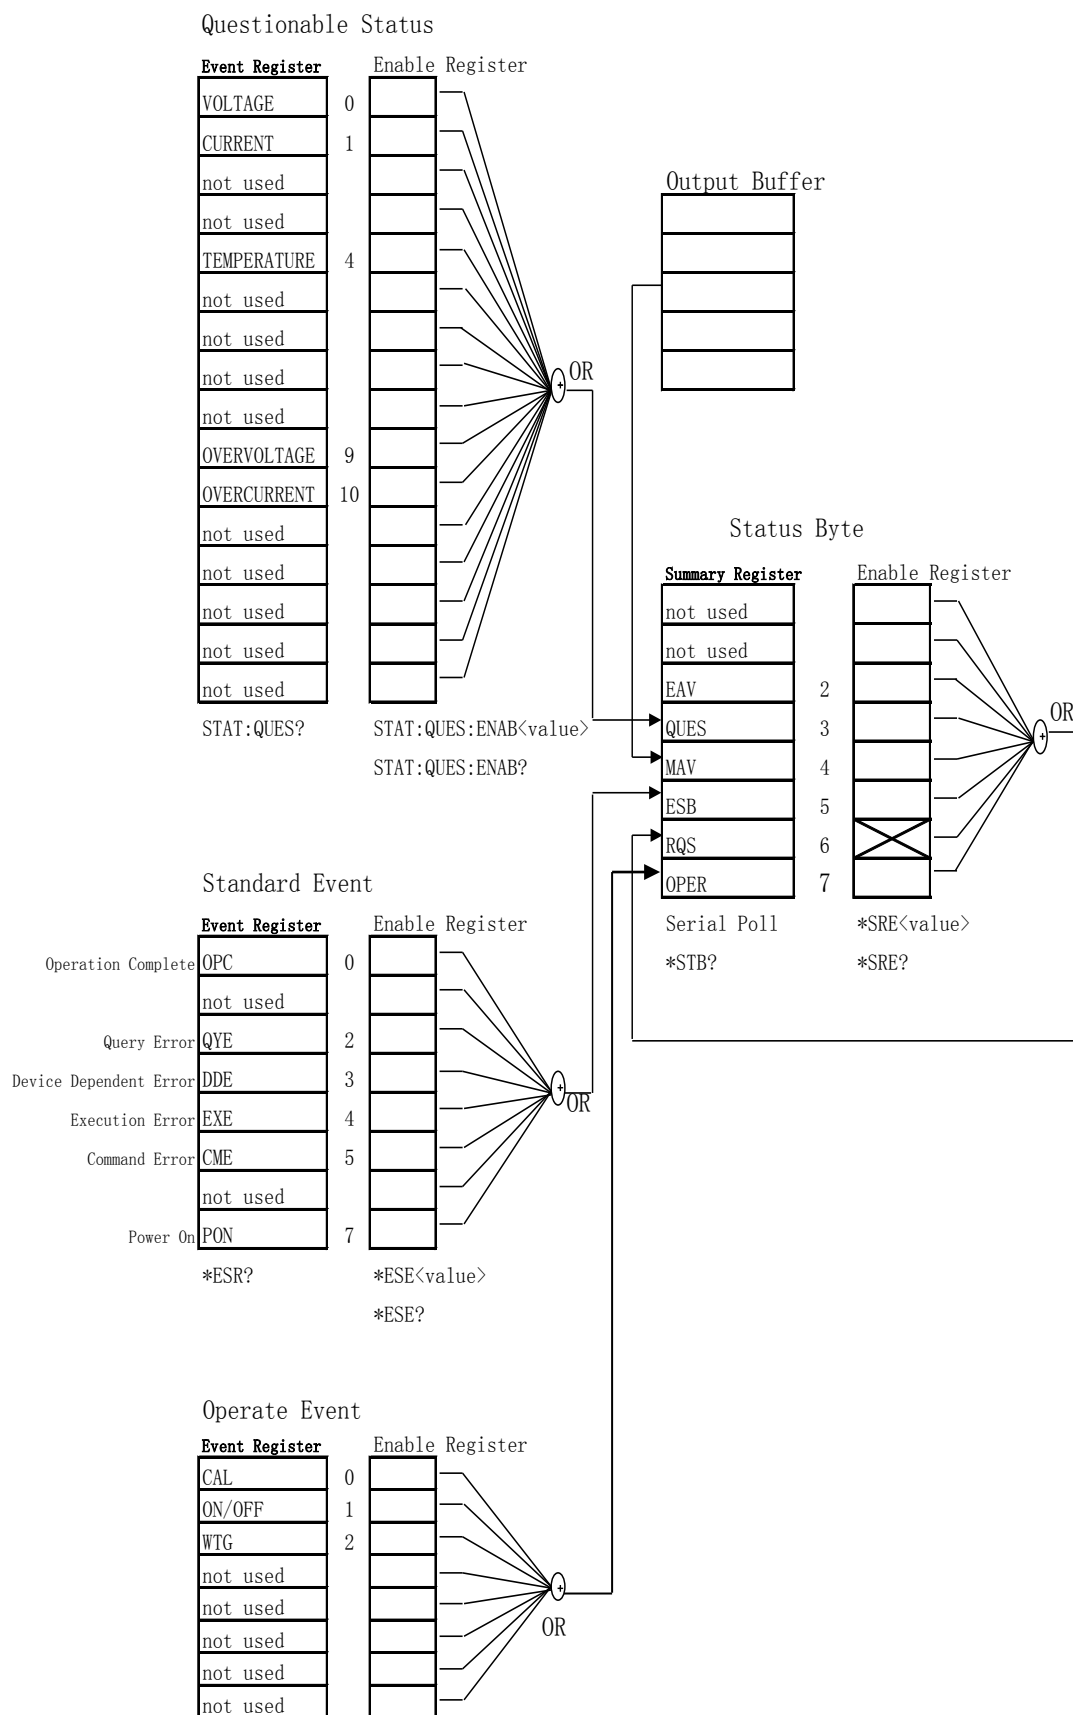 Questionable Status
Event Register Enable Register
VOLTAGE 0
CURRENT 1
not used
not used
TEMPERATURE 4
not used
not used
not used
not used
OVERVOLTAGE 9
OVERCURRENT 10
not used
not used
not used
not used
not used
STAT:QUES? STAT:QUES:ENAB<value>
STAT:QUES:ENAB?
+ OR
Output Buffer
Status Byte
Summary Register Enable Register
not used
not used
EAV 2
QUES 3
MAV 4
ESB 5
RQS 6
OPER 7
Serial Poll *SRE<value>
*STB? *SRE?
+ OR
Standard Event
Event Register Enable Register
Operation Complete OPC 0
not used
Query Error QYE 2
Device Dependent Error DDE 3
Execution Error EXE 4
Command Error CME 5
not used
Power On PON 7
*ESR? *ESE<value>
*ESE?
+ OR
Operate Event
Event Register Enable Register
CAL 0
ON/OFF 1
WTG 2
not used
not used
not used
not used
not used
+
OR